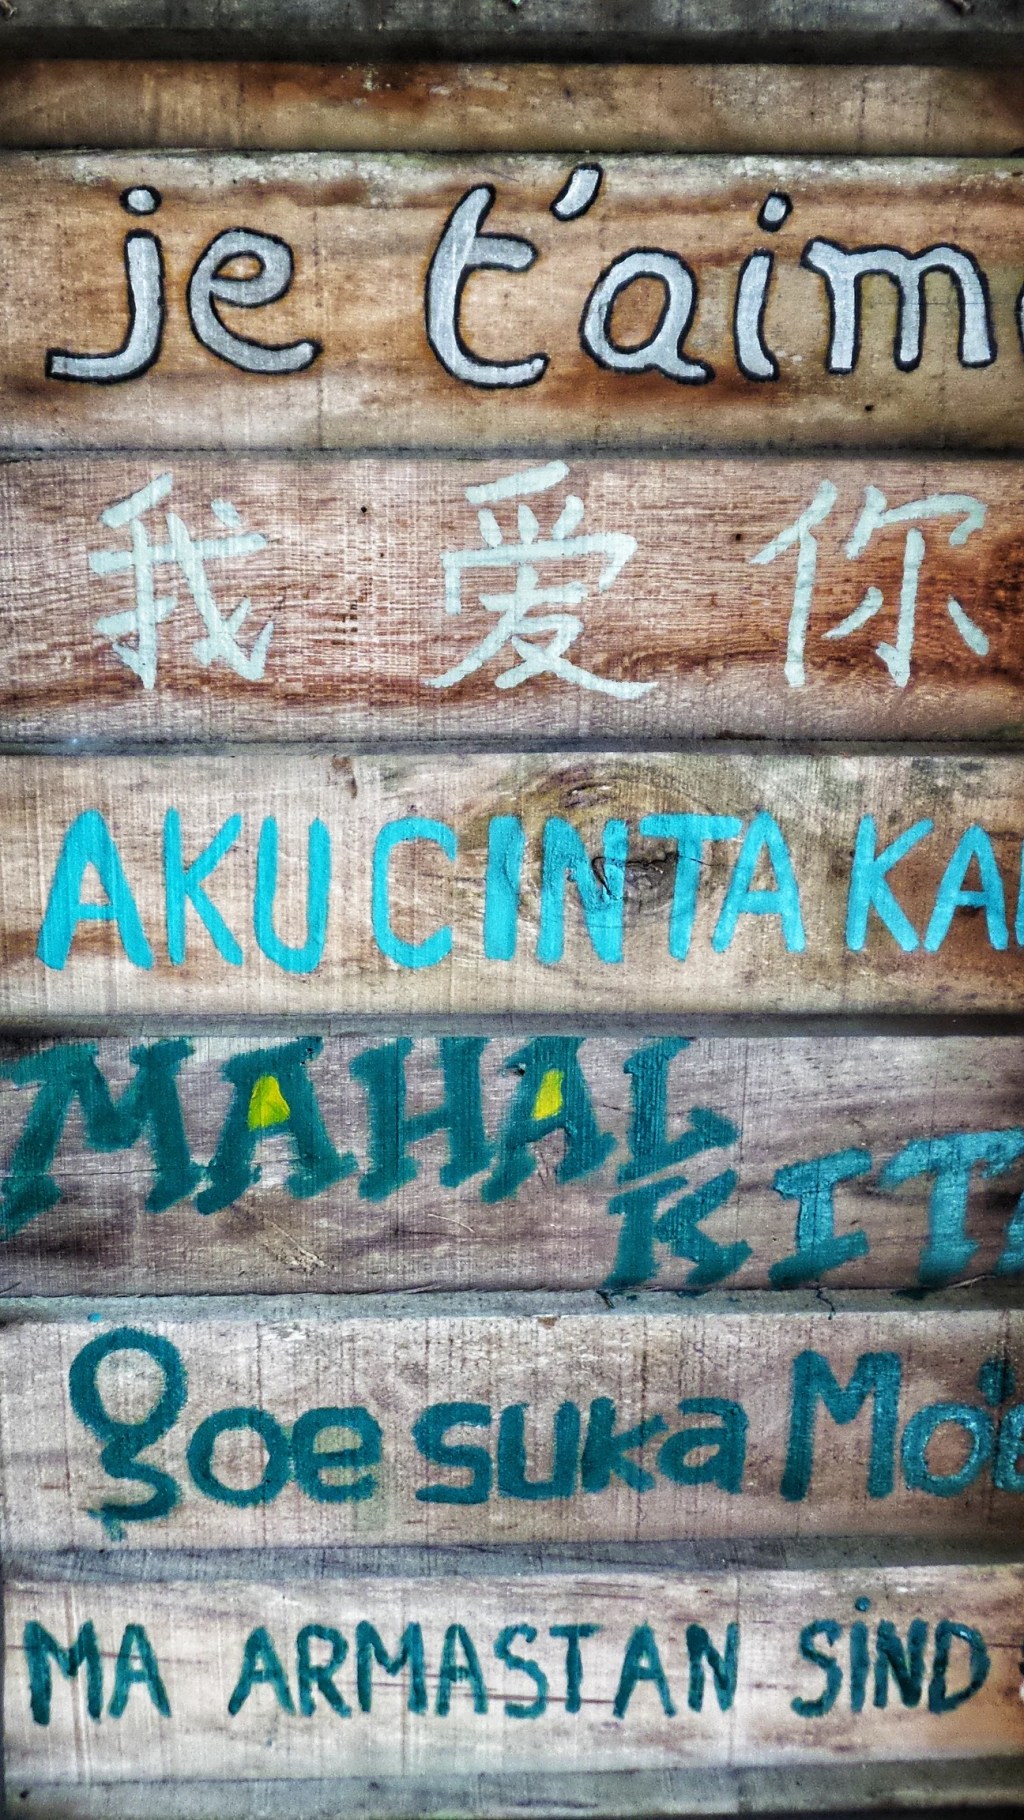 je t'aim
我爱你
AKU CINTA KA
MAHAL
KIT
goe suka Mo
MA ARMASTAN SIND